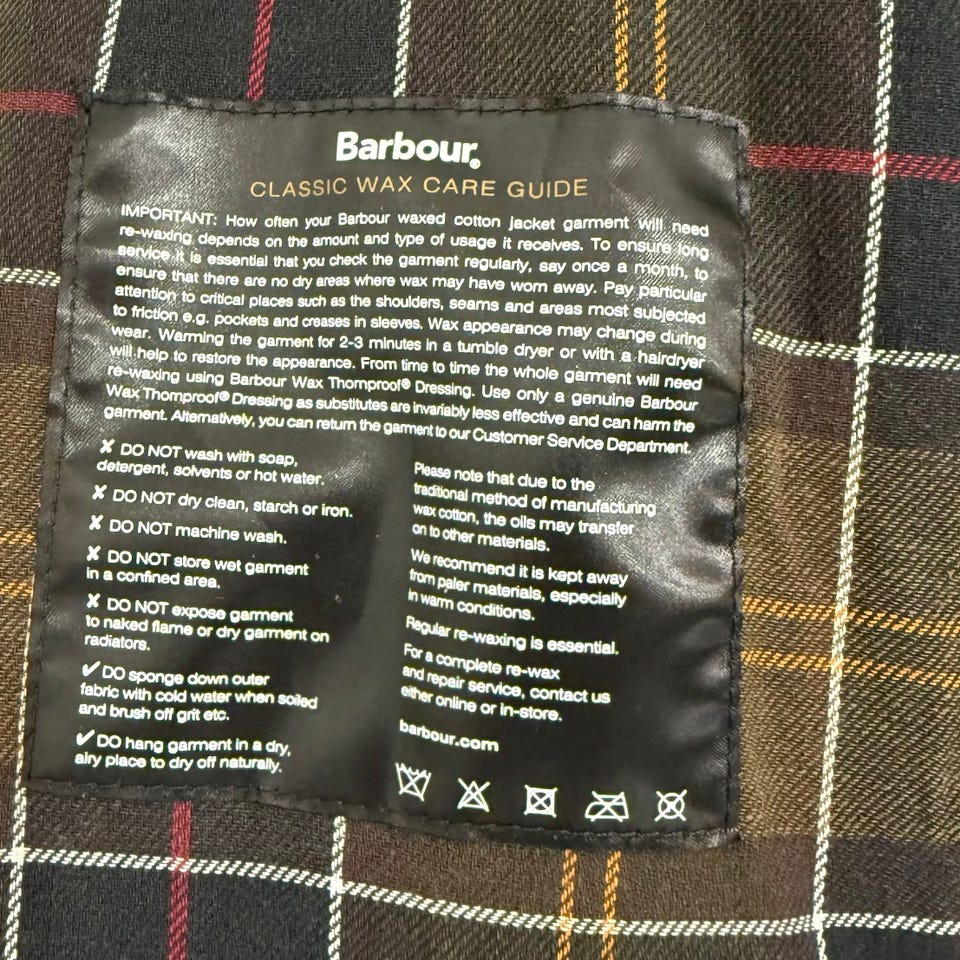 Barbour®
CLASSIC WAX CARE GUIDE
IMPORTANT: How often your Barbour waxed cotton jacket garment will need
re-waxing depends on the amount and type of usage it receives. To ensure long
service it is essential that you check the garment regularly, say once a month, to
ensure that there are no dry areas where wax may have worn away. Pay particular
attention to critical places such as the shoulders, seams and areas most subjected
to friction e.g. pockets and creases in sleeves. Wax appearance may change during
wear. Warming the garment for 2-3 minutes in a tumble dryer or with a hairdryer
will help to restore the appearance. From time to time the whole garment will need
re-waxing using Barbour Wax Thornproof® Dressing. Use only a genuine Barbour
Wax Thornproof® Dressing as substitutes are invariably less effective and can harm the
garment. Alternatively, you can return the garment to our Customer Service Department.
✘ DO NOT wash with soap,
detergent, solvents or hot water.
✘ DO NOT dry clean, starch or iron.
✘ DO NOT machine wash.
✘ DO NOT store wet garment
in a confined area.
✘ DO NOT expose garment
to naked flame or dry garment on
radiators.
✔ DO sponge down outer
fabric with cold water when soiled
and brush off grit etc.
✔ DO hang garment in a dry,
airy place to dry off naturally.
Please note that due to the
traditional method of manufacturing
wax cotton, the oils may transfer
on to other materials.
We recommend it is kept away
from paler materials, especially
in warm conditions.
Regular re-waxing is essential.
For a complete re-wax
and repair service, contact us
either online or in-store.
barbour.com